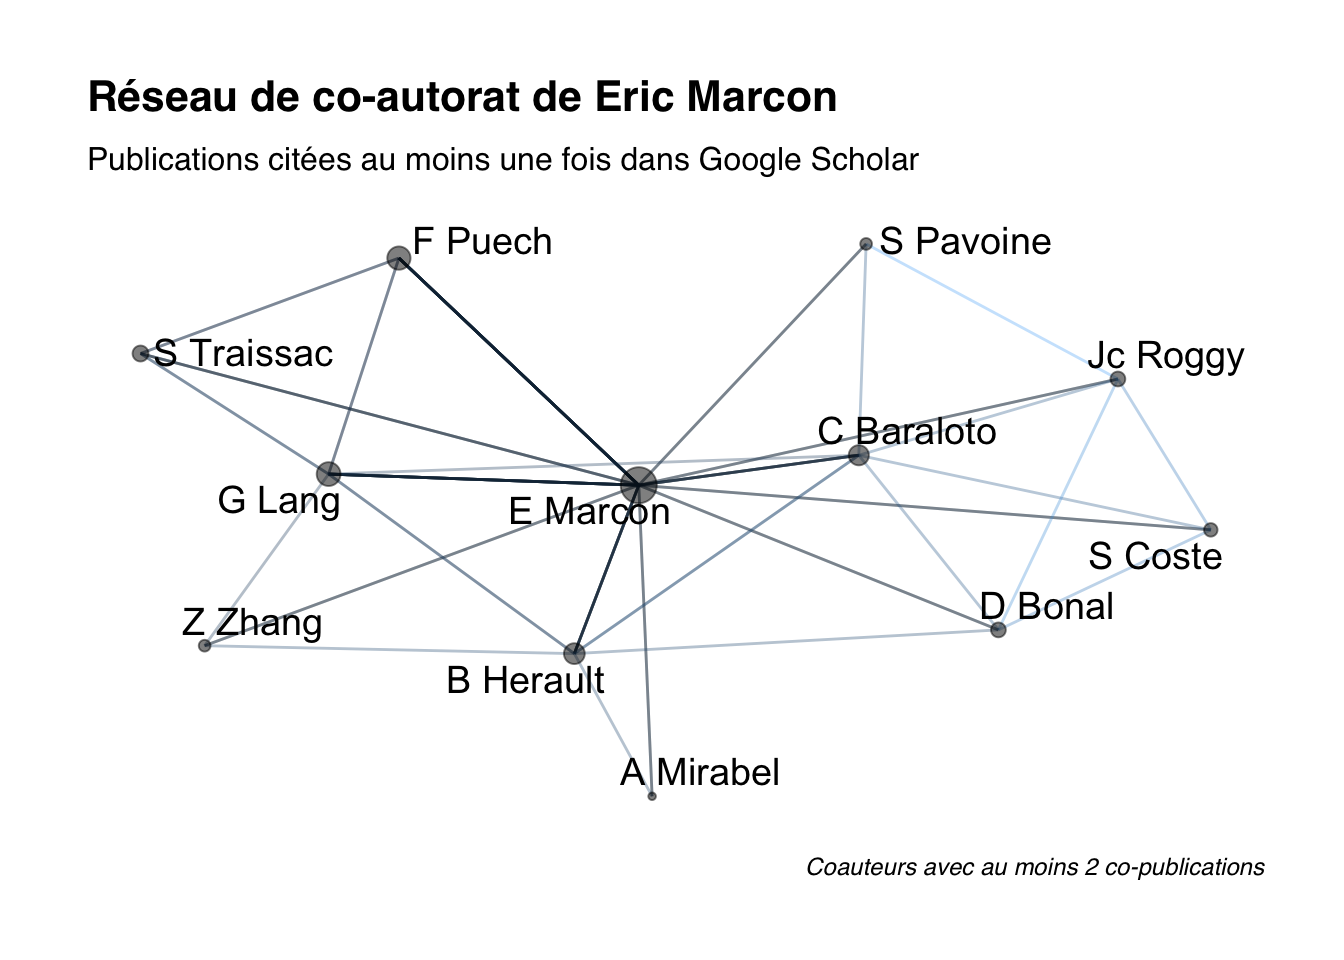 Réseau de co-autorat de Eric Marcon
Publications citées au moins une fois dans Google Scholar
F Puech
S Pavoine
S Traissac
Jc Roggy
C Baraloto
G Lang
E Marcon
S Coste
D Bonal
Z Zhang
B Herault
A Mirabel
Coauteurs avec au moins 2 co-publications